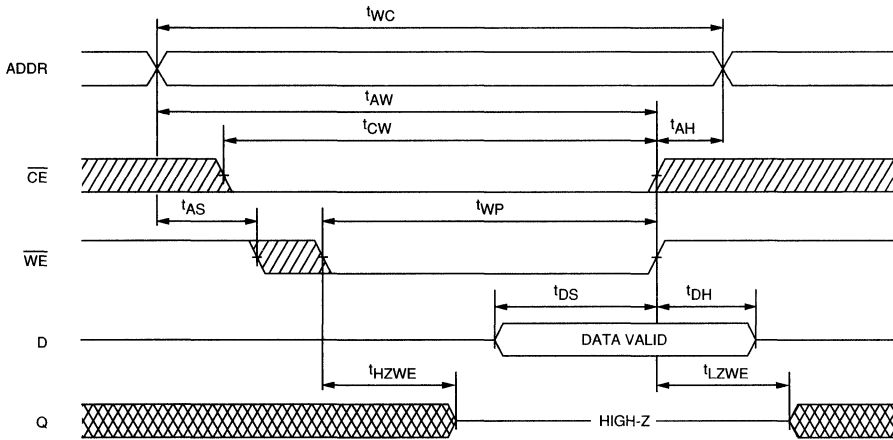 tWC
ADDR
tAW
tCW
tAH
CE
tAS
tWP
WE
tDS
tDH
D
DATA VALID
tHZWE
tLZWE
Q
HIGH-Z